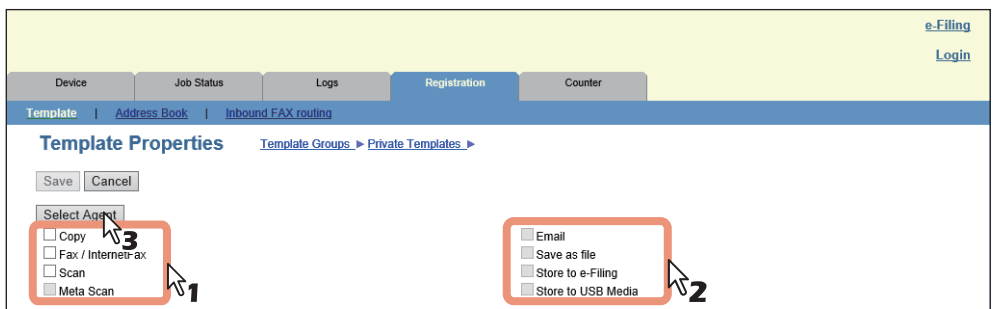 e-Filing
Login
Device Job Status Logs Registration Counter
Template | Address Book | Inbound FAX routing
Template Properties Template Groups Private Templates
Save Cancel
Select Agent
3
Copy
Fax / InternetFax
Scan
Meta Scan
1
Email
Save as file
Store to e-Filing
Store to USB Media
2